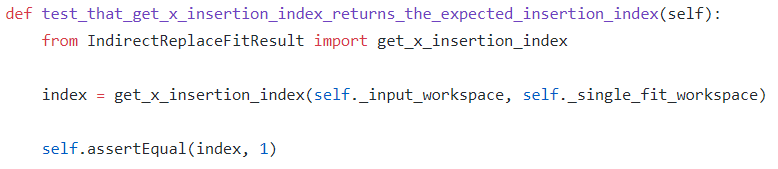 def test_that_get_x_insertion_index_returns_the_expected_insertion_index(self):
    from IndirectReplaceFitResult import get_x_insertion_index
    index = get_x_insertion_index(self._input_workspace, self._single_fit_workspace)
    self.assertEqual(index, 1)